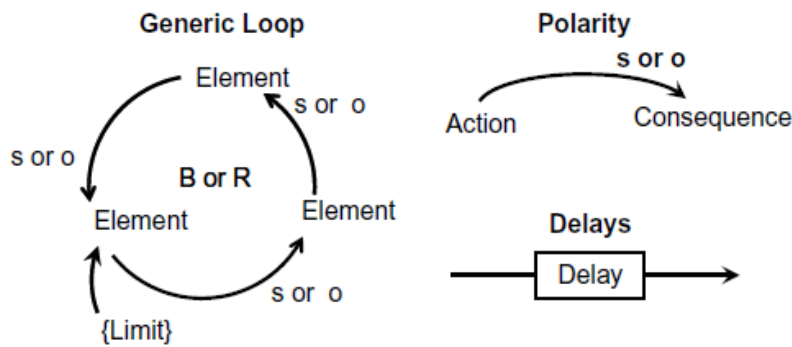 Generic Loop
Element
s or o
s or o
B or R
Element
Element
s or o
{Limit}
Polarity
s or o
Action
Consequence
Delays
Delay